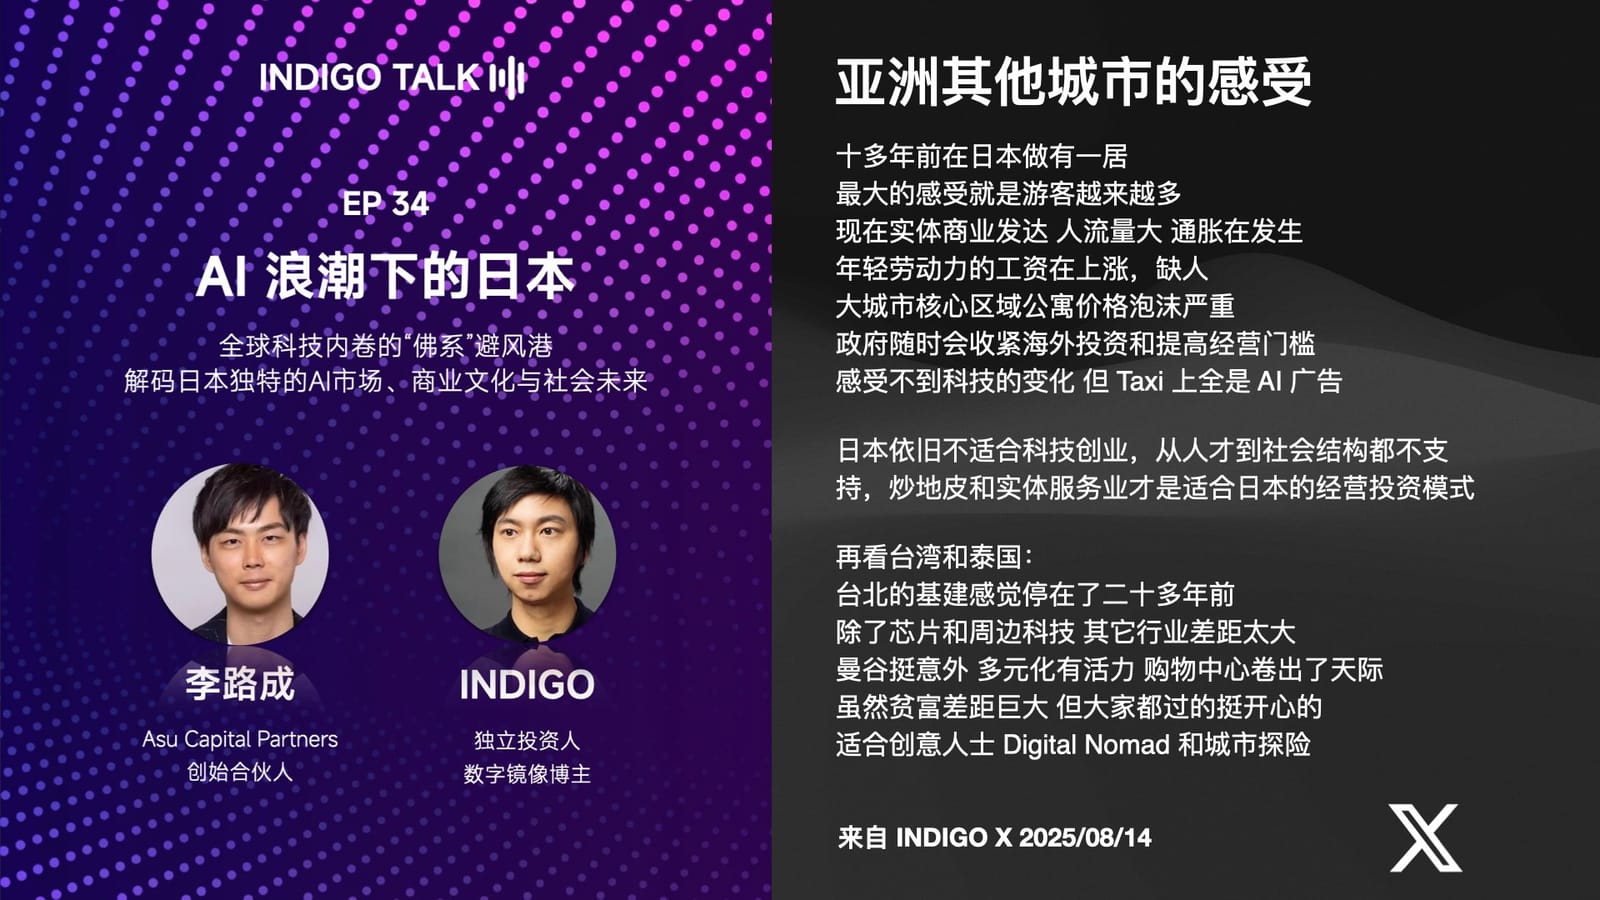 INDIGO TALK
EP 34
AI 浪潮下的日本
全球科技内卷的“佛系”避风港
解码日本独特的AI市场、商业文化与社会未来
李路成
Asu Capital Partners
创始合伙人
INDIGO
独立投资人
数字镜像博主
亚洲其他城市的感受
十多年前在日本做有一居
最大的感受就是游客越来越多
现在实体商业发达 人流量大 通胀在发生
年轻劳动力的工资在上涨，缺人
大城市核心区域公寓价格泡沫严重
政府随时会收紧海外投资和提高经营门槛
感受不到科技的变化 但 Taxi 上全是 AI 广告
日本依旧不适合科技创业，从人才到社会结构都不支
持，炒地皮和实体服务业才是适合日本的经营投资模式
再看台湾和泰国：
台北的基建感觉停在了二十多年前
除了芯片和周边科技 其它行业差距太大
曼谷挺意外 多元化有活力 购物中心卷出了天际
虽然贫富差距巨大 但大家都过的挺开心的
适合创意人士 Digital Nomad 和城市探险
来自 INDIGO X 2025/08/14